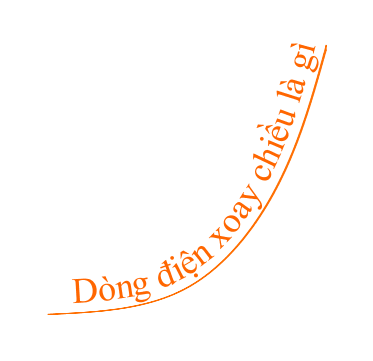 Dòng điện xoay chiều là gì